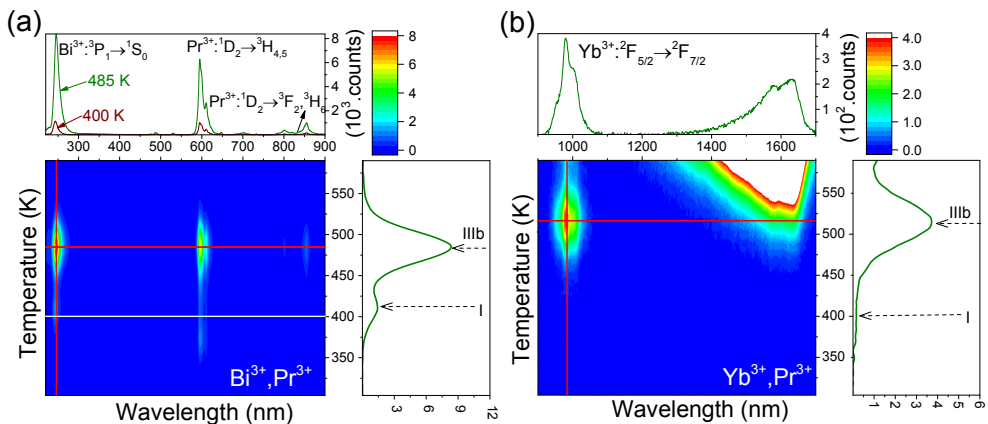 (a)
Bi³⁺:³P₁→¹S₀
Pr³⁺:¹D₂→³H₄,₅
485 K
400 K
Pr³⁺:¹D₂→³F₂,³H₆
8
6
4
2
(10³.counts)
300 400 500 600 700 800 900
8
6
4
2
0
Temperature (K)
550
500
450
400
350
IIIb
I
Bi³⁺,Pr³⁺
Wavelength (nm)
3 6 9 12
(b)
Yb³⁺:²F₅/₂→²F₇/₂
4
3
2
1
0
(10².counts)
1000 1200 1400 1600
4.0
3.0
2.0
1.0
0.0
Temperature (K)
550
500
450
400
350
IIIb
I
Yb³⁺,Pr³⁺
Wavelength (nm)
1 2 3 4 5 6